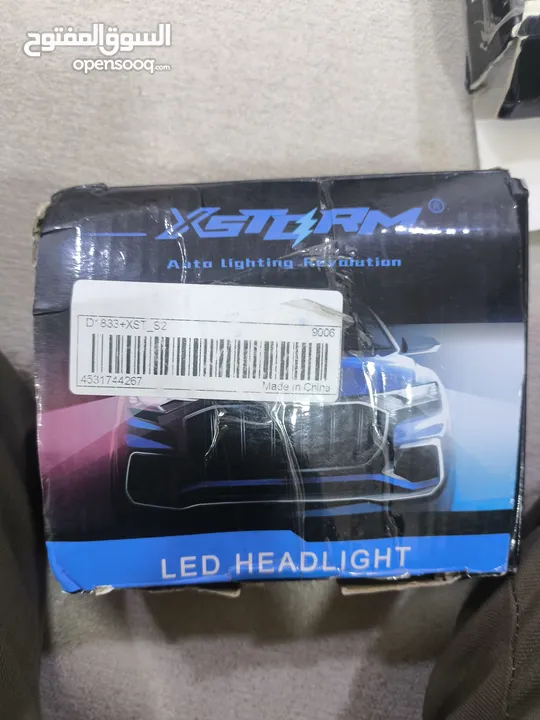 السوق المفتوح
opensooq.com
XSTORM®
Auto Lighting Revolution
D1833+XST_S2
9006
4531744267
Made in China
LED HEADLIGHT